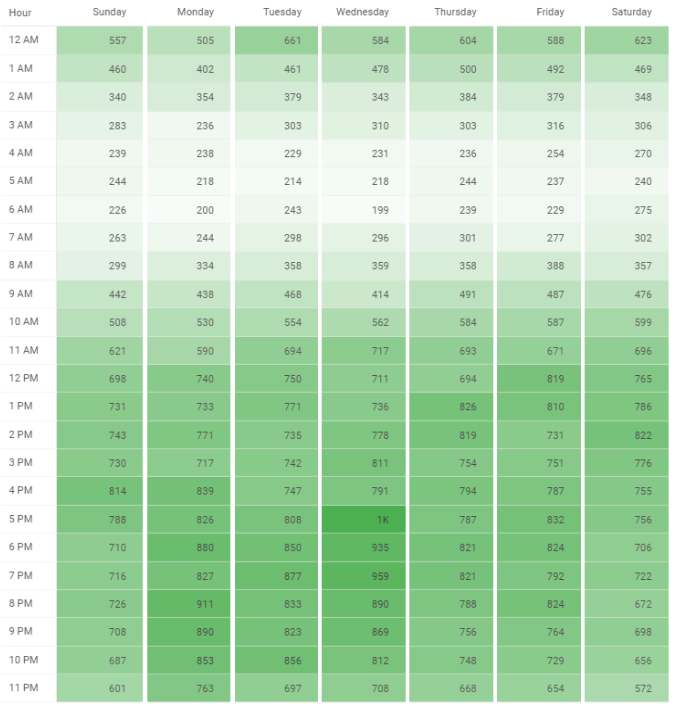 Hour Sunday Monday Tuesday Wednesday Thursday Friday Saturday
12 AM 557 505 661 584 604 588 623
1 AM 460 402 461 478 500 492 469
2 AM 340 354 379 343 384 379 348
3 AM 283 236 303 310 303 316 306
4 AM 239 238 229 231 236 254 270
5 AM 244 218 214 218 244 237 240
6 AM 226 200 243 199 239 229 275
7 AM 263 244 298 296 301 277 302
8 AM 299 334 358 359 358 388 357
9 AM 442 438 468 414 491 487 476
10 AM 508 530 554 562 584 587 599
11 AM 621 590 694 717 693 671 696
12 PM 698 740 750 711 694 819 765
1 PM 731 733 771 736 826 810 786
2 PM 743 771 735 778 819 731 822
3 PM 730 717 742 811 754 751 776
4 PM 814 839 747 791 794 787 755
5 PM 788 826 808 1K 787 832 756
6 PM 710 880 850 935 821 824 706
7 PM 716 827 877 959 821 792 722
8 PM 726 911 833 890 788 824 672
9 PM 708 890 823 869 756 764 698
10 PM 687 853 856 812 748 729 656
11 PM 601 763 697 708 668 654 572